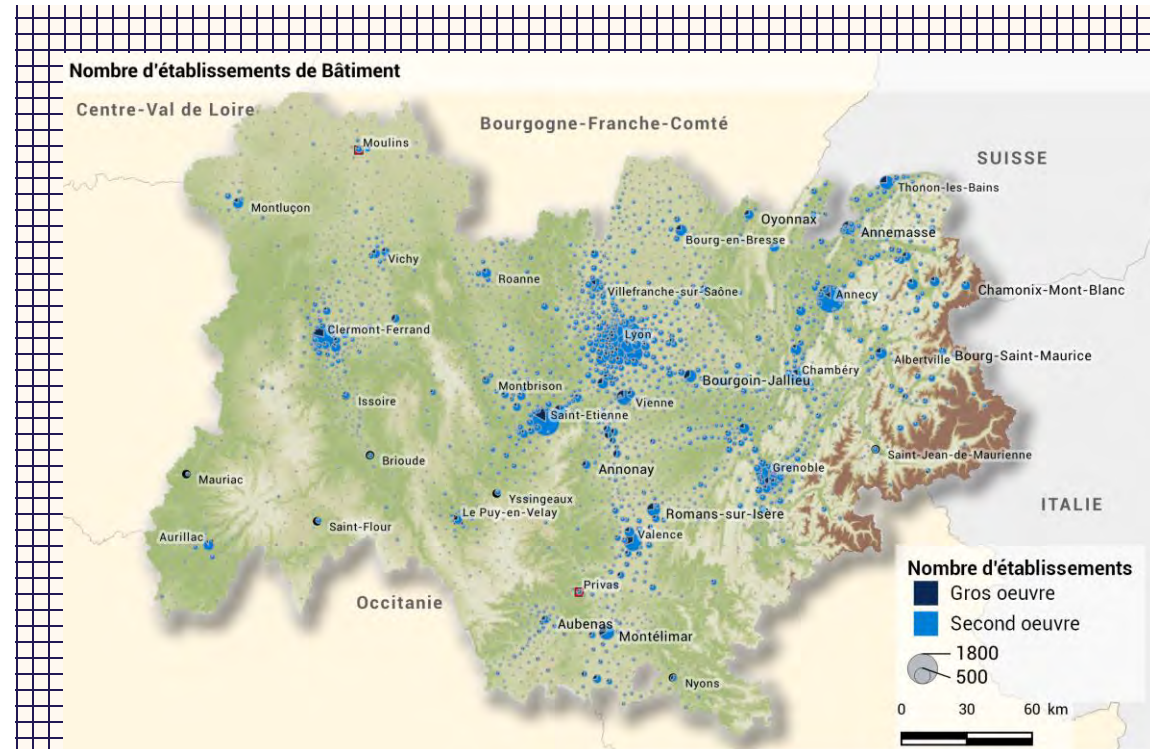 Nombre d'établissements de Bâtiment
Centre-Val de Loire
Bourgogne-Franche-Comté
SUISSE
Moulins
Thonon-les-Bains
Montluçon
Oyonnax
Annemasse
Bourg-en-Bresse
Vichy
Roanne
Villefranche-sur-Saône
Annecy
Chamonix-Mont-Blanc
Clermont-Ferrand
Lyon
Albertville
Bourg-Saint-Maurice
Chambéry
Bourgoin-Jallieu
Montbrison
Issoire
Vienne
Saint-Etienne
Saint-Jean-de-Maurienne
Brioude
Annonay
Grenoble
Mauriac
Yssingeaux
ITALIE
Le Puy-en-Velay
Romans-sur-Isère
Saint-Flour
Aurillac
Valence
Privas
Occitanie
Aubenas
Montélimar
Nyons
Nombre d'établissements
Gros oeuvre
Second oeuvre
1800
500
0 30 60 km